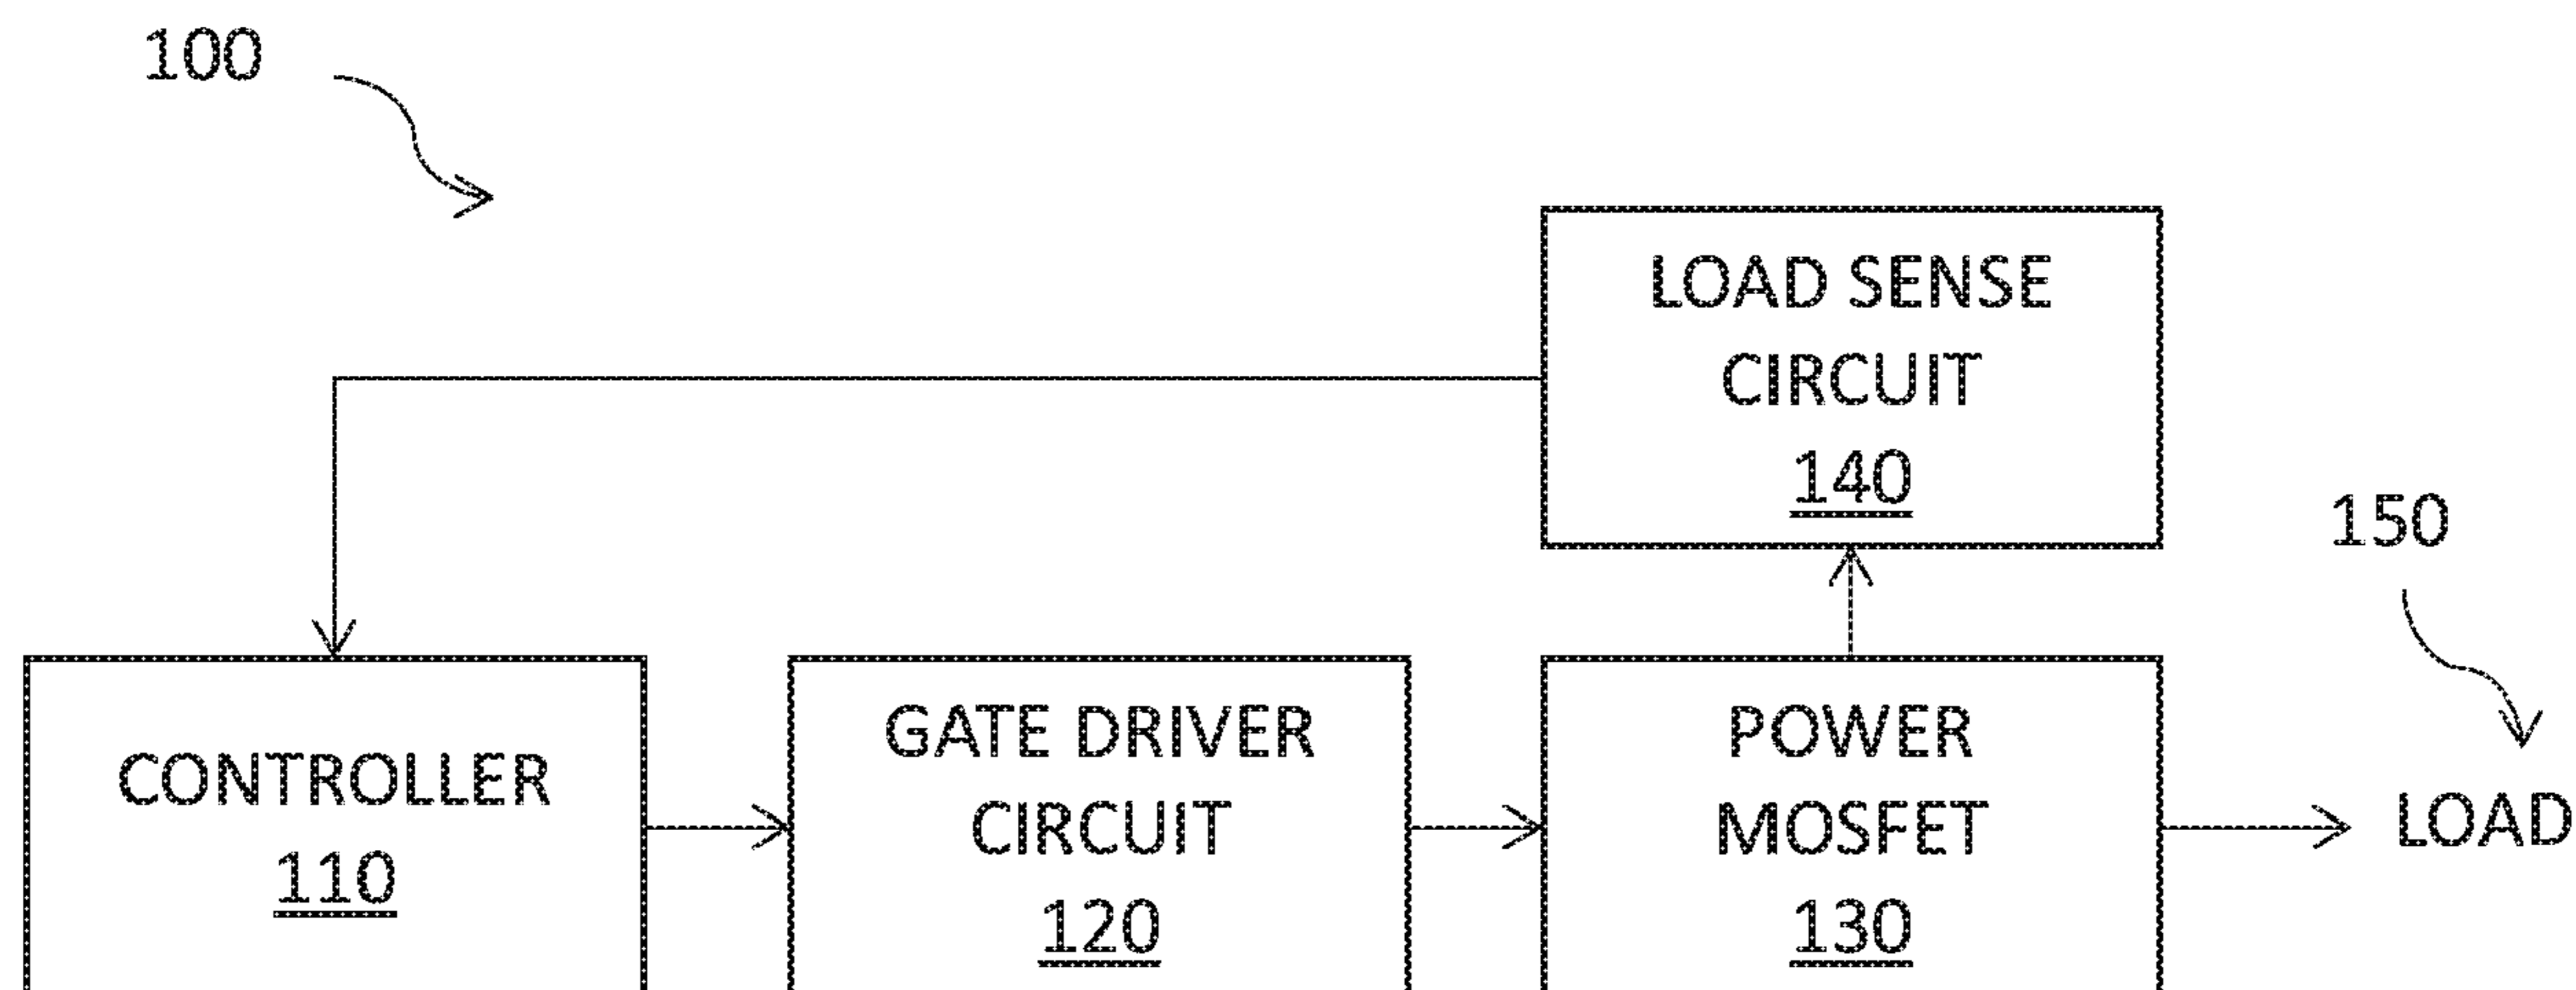 100
LOAD SENSE
CIRCUIT
140
150
CONTROLLER
110
GATE DRIVER
CIRCUIT
120
POWER
MOSFET
130
LOAD